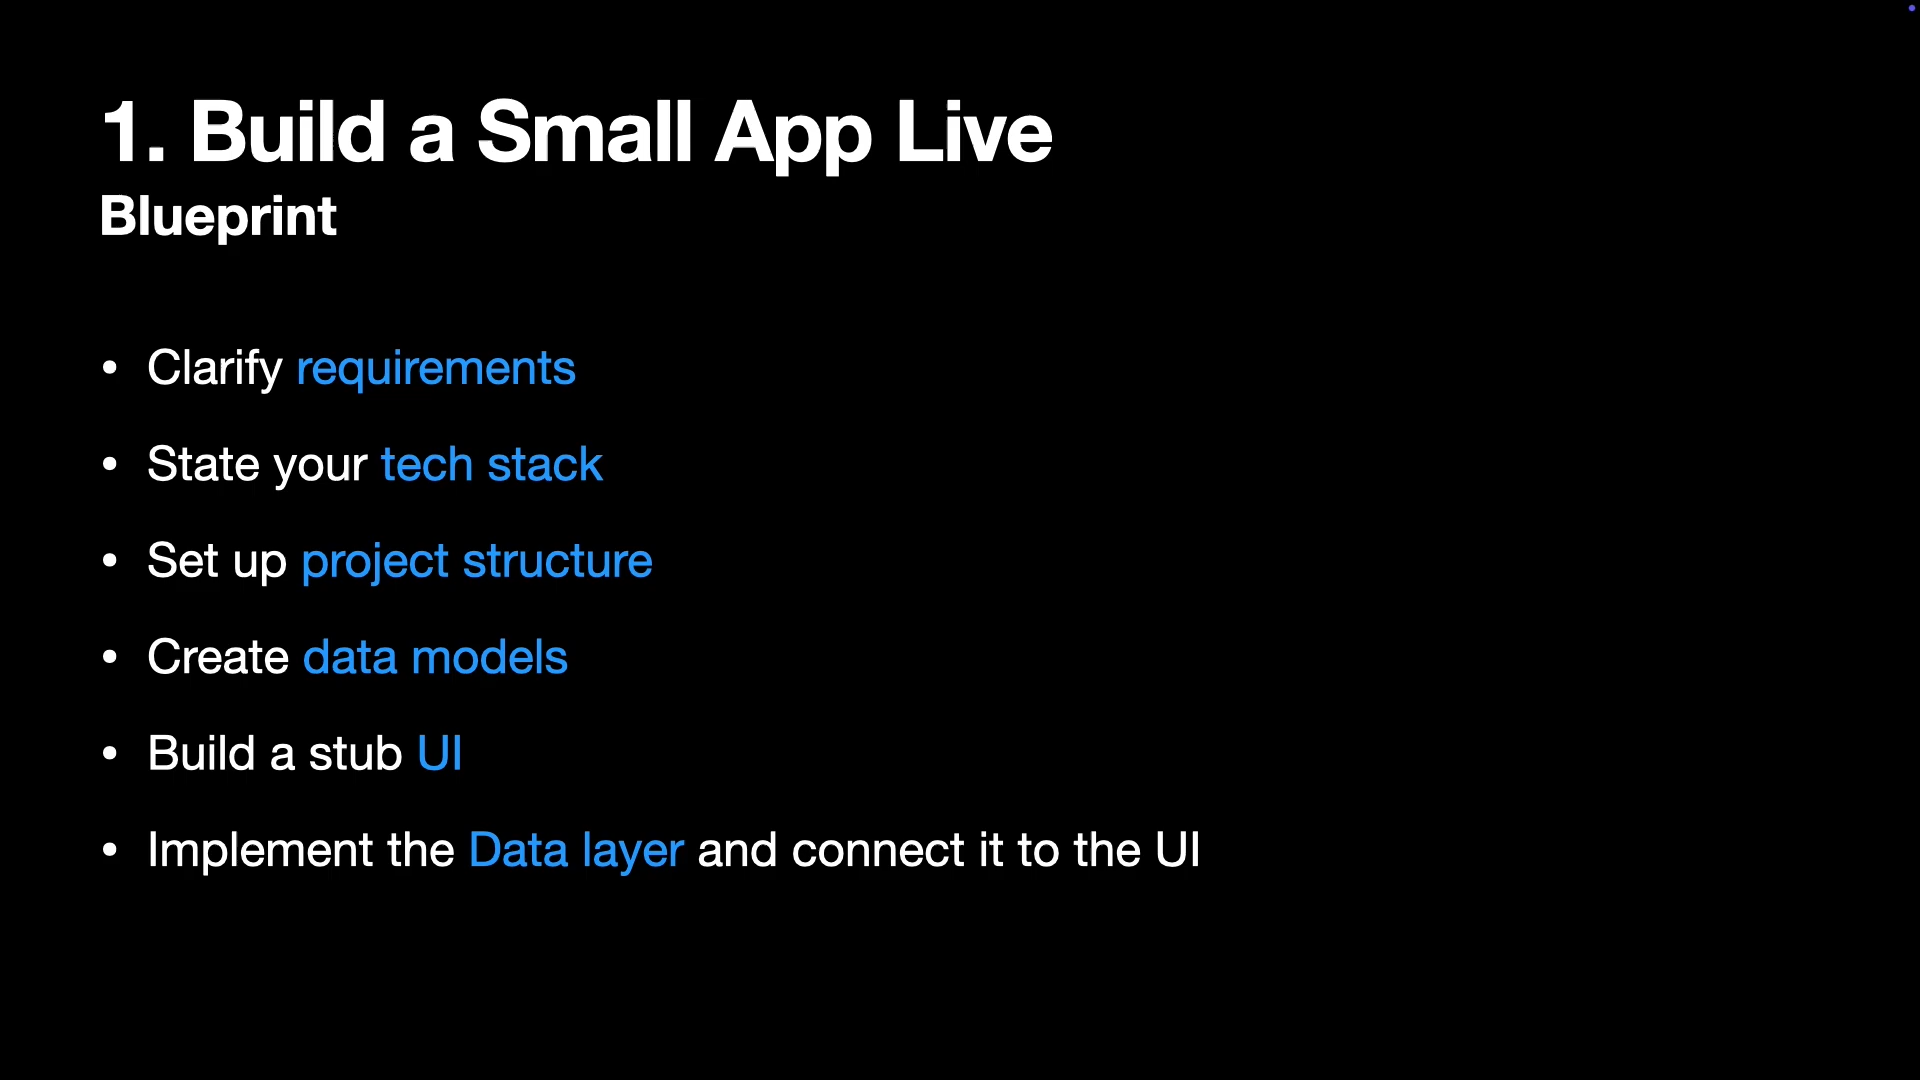 1. Build a Small App Live
Blueprint
• Clarify requirements
• State your tech stack
• Set up project structure
• Create data models
• Build a stub UI
• Implement the Data layer and connect it to the UI